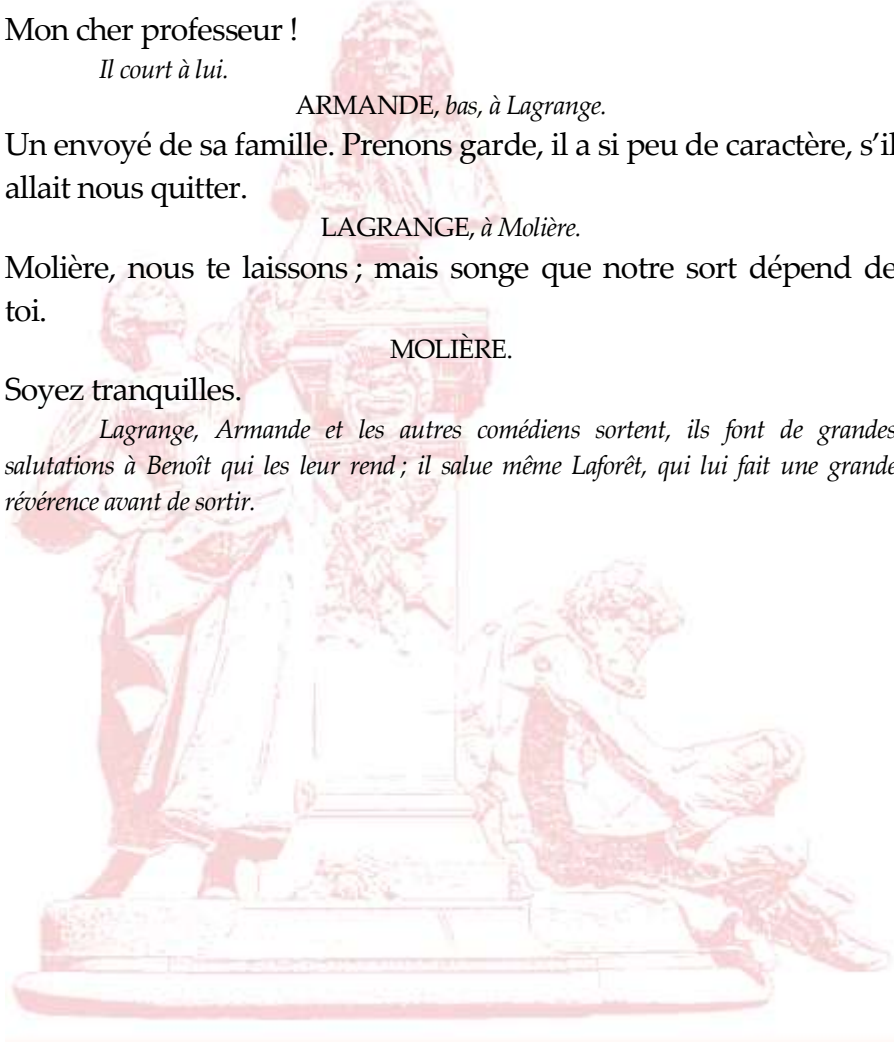 Mon cher professeur !
Il court à lui.
ARMANDE, bas, à Lagrange.
Un envoyé de sa famille. Prenons garde, il a si peu de caractère, s’il
allait nous quitter.
LAGRANGE, à Molière.
Molière, nous te laissons ; mais songe que notre sort dépend de
toi.
MOLIÈRE.
Soyez tranquilles.
Lagrange, Armande et les autres comédiens sortent, ils font de grandes
salutations à Benoît qui les leur rend ; il salue même Laforêt, qui lui fait une grande
révérence avant de sortir.